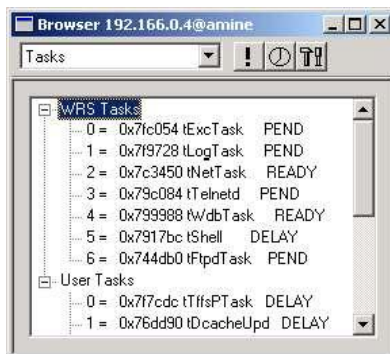 Browser 192.166.0.4@amine
Tasks
WRS Tasks
0 = 0x7fc054 tExcTask PEND
1 = 0x7f9728 tLogTask PEND
2 = 0x7c3450 tNetTask READY
3 = 0x79c084 tTelnetd PEND
4 = 0x799988 tWdbTask READY
5 = 0x7917bc tShell DELAY
6 = 0x744db0 tFtpdTask PEND
User Tasks
0 = 0x7f7cdc tTffsPTask DELAY
1 = 0x76dd90 tDcacheUpd DELAY